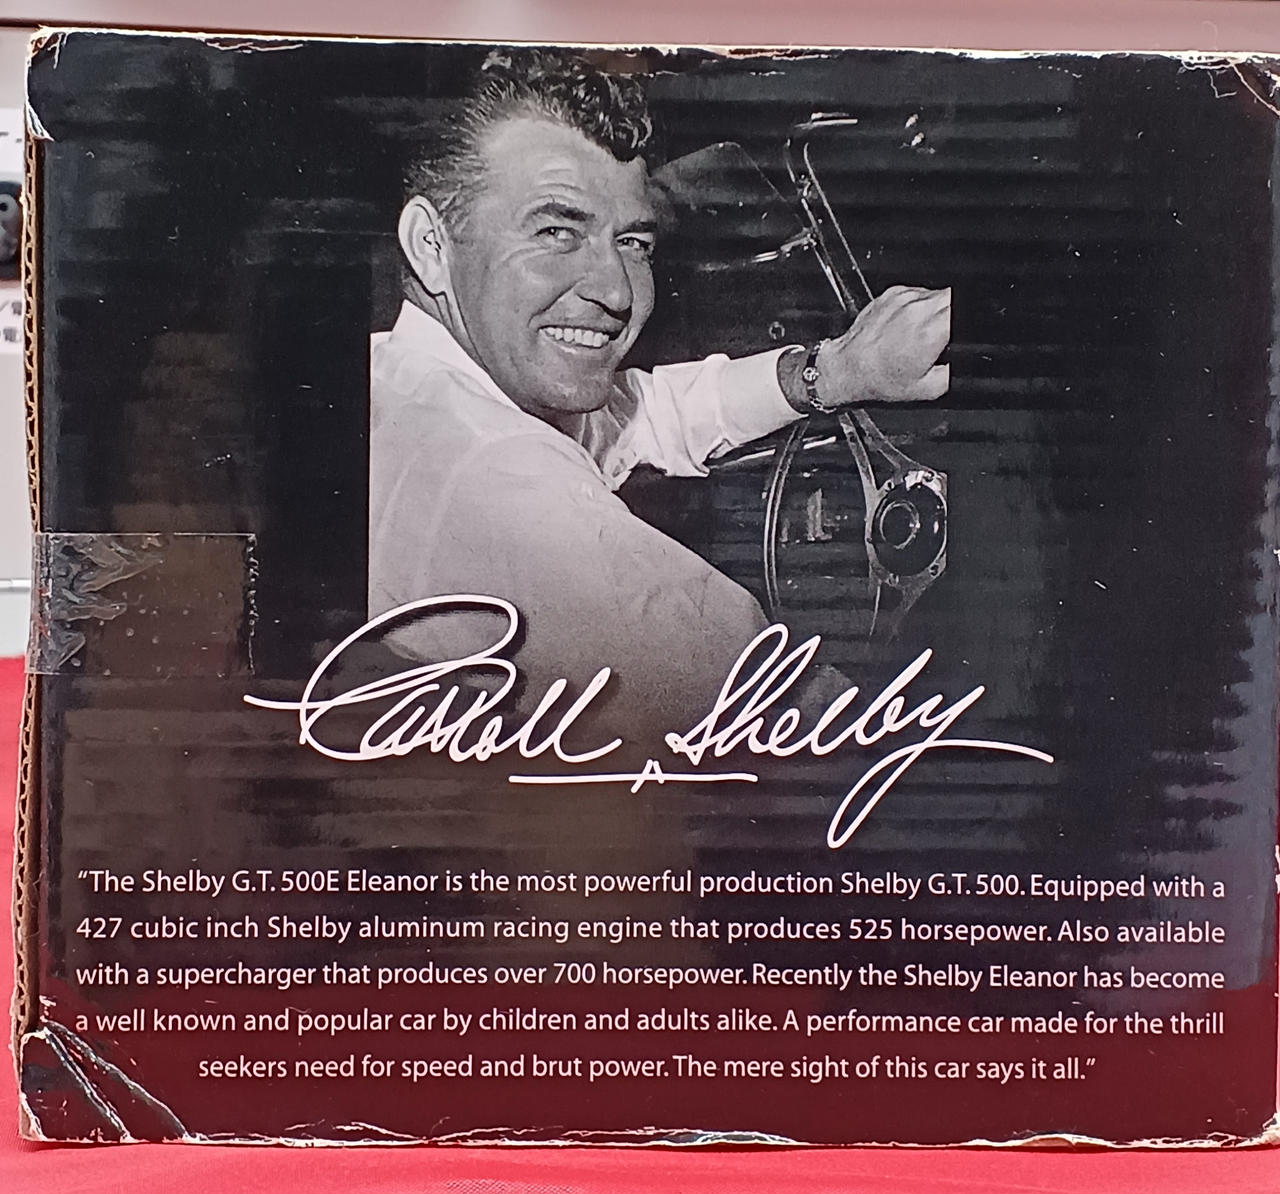 Carroll Shelby
“The Shelby G.T. 500E Eleanor is the most powerful production Shelby G.T. 500. Equipped with a
427 cubic inch Shelby aluminum racing engine that produces 525 horsepower. Also available
with a supercharger that produces over 700 horsepower. Recently the Shelby Eleanor has become
a well known and popular car by children and adults alike. A performance car made for the thrill
seekers need for speed and brut power. The mere sight of this car says it all.”